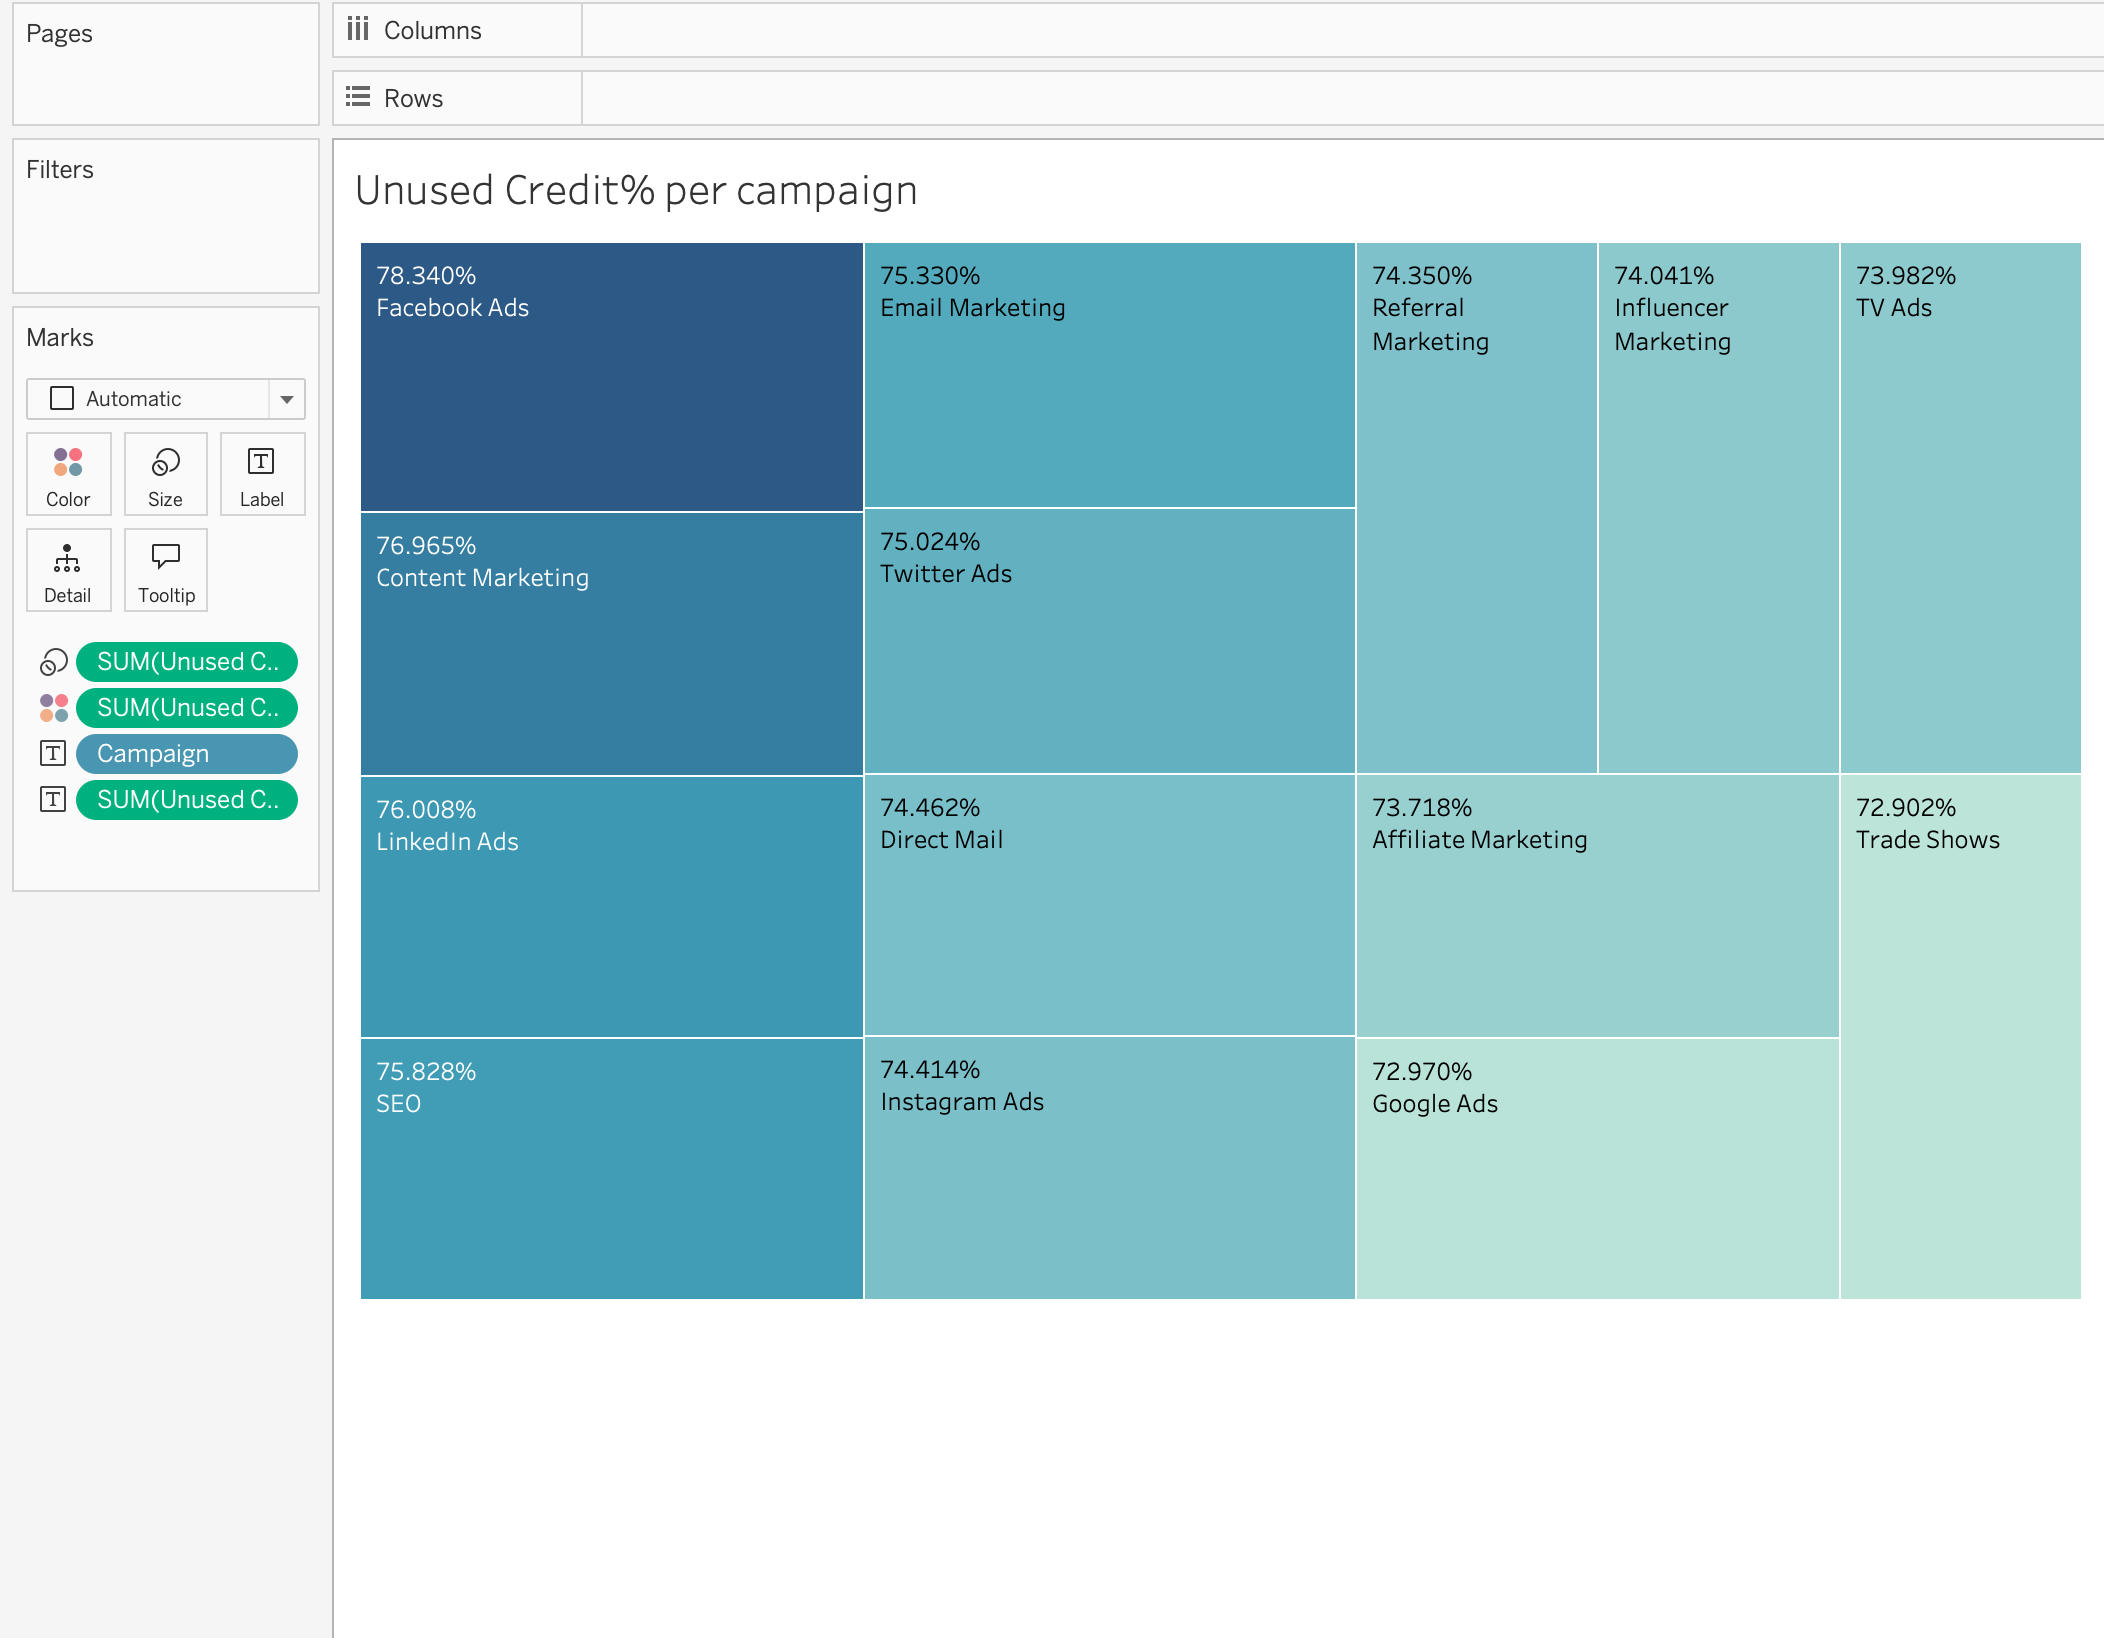 Pages
Columns
Rows
Filters
Marks
Automatic
Color
Size
Label
Detail
Tooltip
SUM(Unused C..
SUM(Unused C..
Campaign
SUM(Unused C..
Unused Credit% per campaign
78.340%
Facebook Ads
76.965%
Content Marketing
76.008%
LinkedIn Ads
75.828%
SEO
75.330%
Email Marketing
75.024%
Twitter Ads
74.462%
Direct Mail
74.414%
Instagram Ads
74.350%
Referral
Marketing
74.041%
Influencer
Marketing
73.982%
TV Ads
73.718%
Affiliate Marketing
72.970%
Google Ads
72.902%
Trade Shows